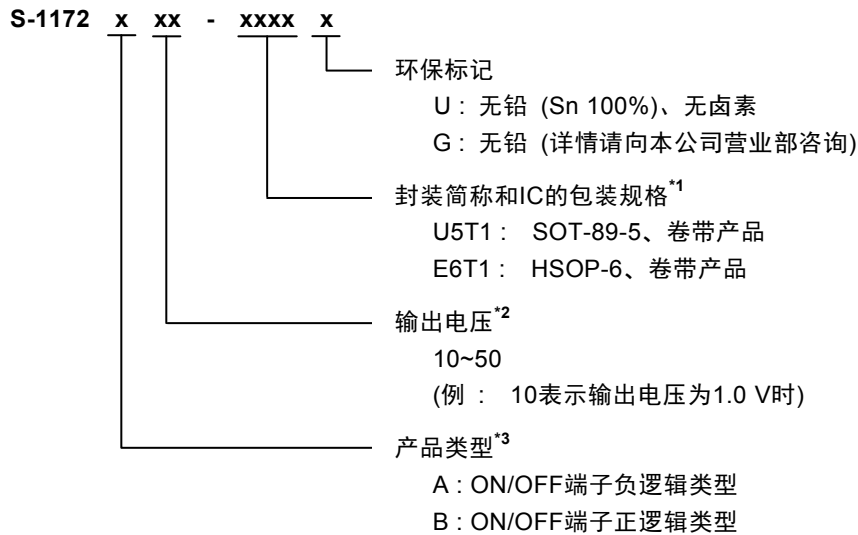 S-1172 x xx - xxxx x
环保标记
U : 无铅 (Sn 100%)、无卤素
G : 无铅 (详情请向本公司营业部咨询)
封装简称和IC的包装规格*1
U5T1 : SOT-89-5、卷带产品
E6T1 : HSOP-6、卷带产品
输出电压*2
10~50
(例 : 10表示输出电压为1.0 V时)
产品类型*3
A : ON/OFF端子负逻辑类型
B : ON/OFF端子正逻辑类型